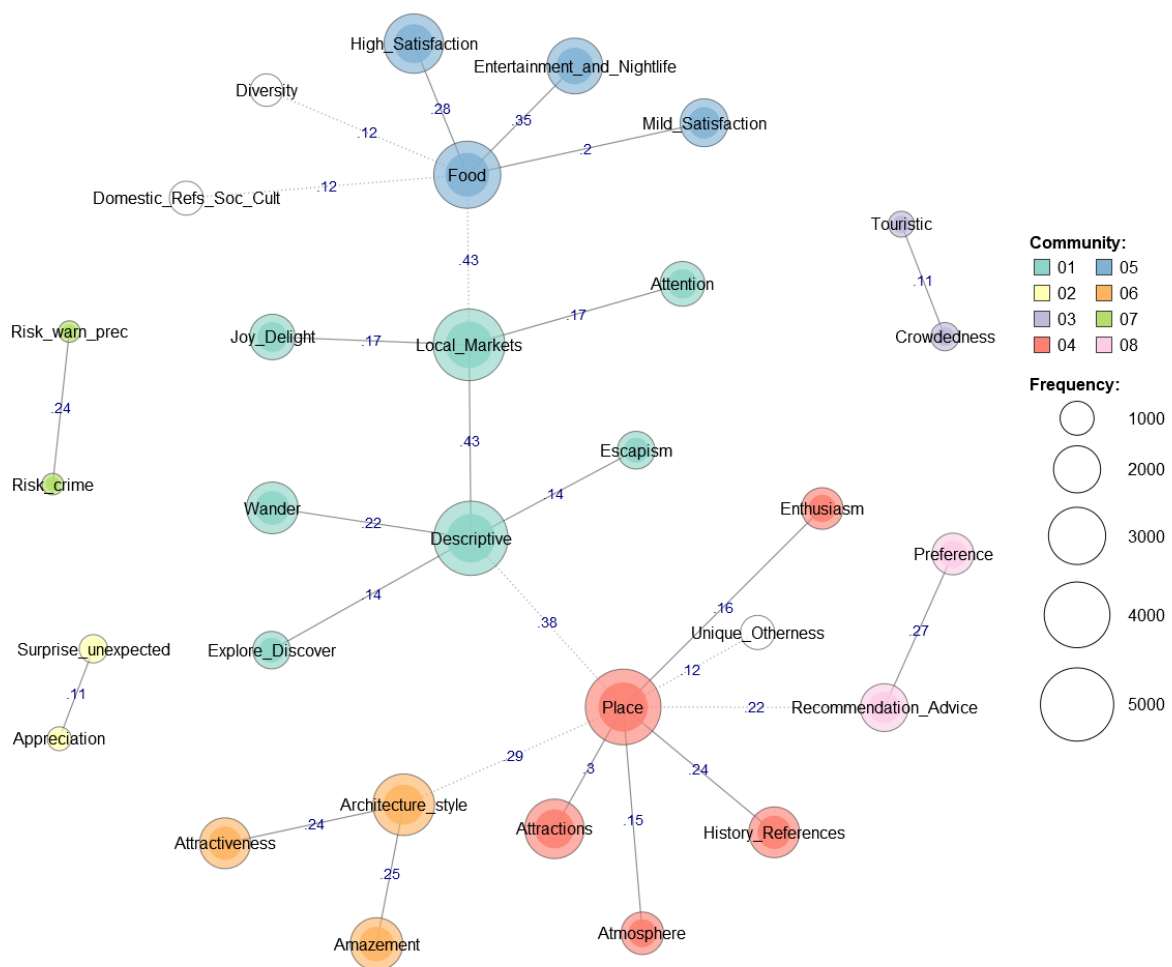 High_Satisfaction
Entertainment_and_Nightlife
Diversity
.28
.35
Mild_Satisfaction
.12
.2
Food
.12
Domestic_Refs_Soc_Cult
Touristic
.43
.11
Attention
.17
Risk_warn_prec
Joy_Delight
.17
Local_Markets
Crowdedness
.24
.43
Escapism
Risk_crime
.14
Wander
.22
Enthusiasm
Descriptive
Preference
.14
.16
.38
.27
Unique_Otherness
Surprise_unexpected
Explore_Discover
.12
.11
Place
.22
Recommendation_Advice
Appreciation
.29
.3
.24
Architecture_style
.15
.24
Attractions
History_References
Attractiveness
.25
Atmosphere
Amazement
Community:
01 05
02 06
03 07
04 08
Frequency:
1000
2000
3000
4000
5000